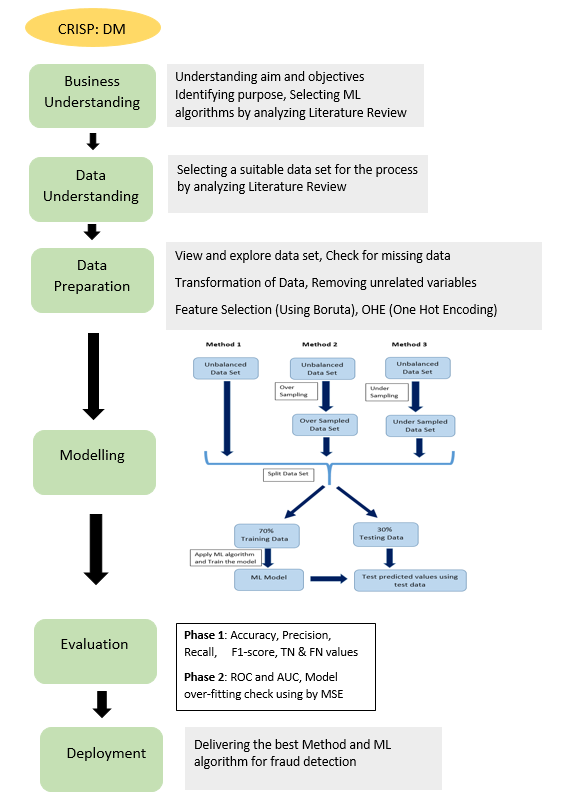 CRISP: DM
Business
Understanding
Understanding aim and objectives
Identifying purpose, Selecting ML
algorithms by analyzing Literature Review
Data
Understanding
Selecting a suitable data set for the process
by analyzing Literature Review
Data
Preparation
View and explore data set, Check for missing data
Transformation of Data, Removing unrelated variables
Feature Selection (Using Boruta), OHE (One Hot Encoding)
Modelling
Method 1
Method 2
Method 3
Unbalanced
Data Set
Unbalanced
Data Set
Unbalanced
Data Set
Over
Sampling
Under
Sampling
Over Sampled
Data Set
Under Sampled
Data Set
Split Data Set
70%
Training Data
30%
Testing Data
Apply ML algorithm
and Train the model
ML Model
Test predicted values using
test data
Evaluation
Phase 1: Accuracy, Precision,
Recall, F1-score, TN & FN values
Phase 2: ROC and AUC, Model
over-fitting check using by MSE
Deployment
Delivering the best Method and ML
algorithm for fraud detection